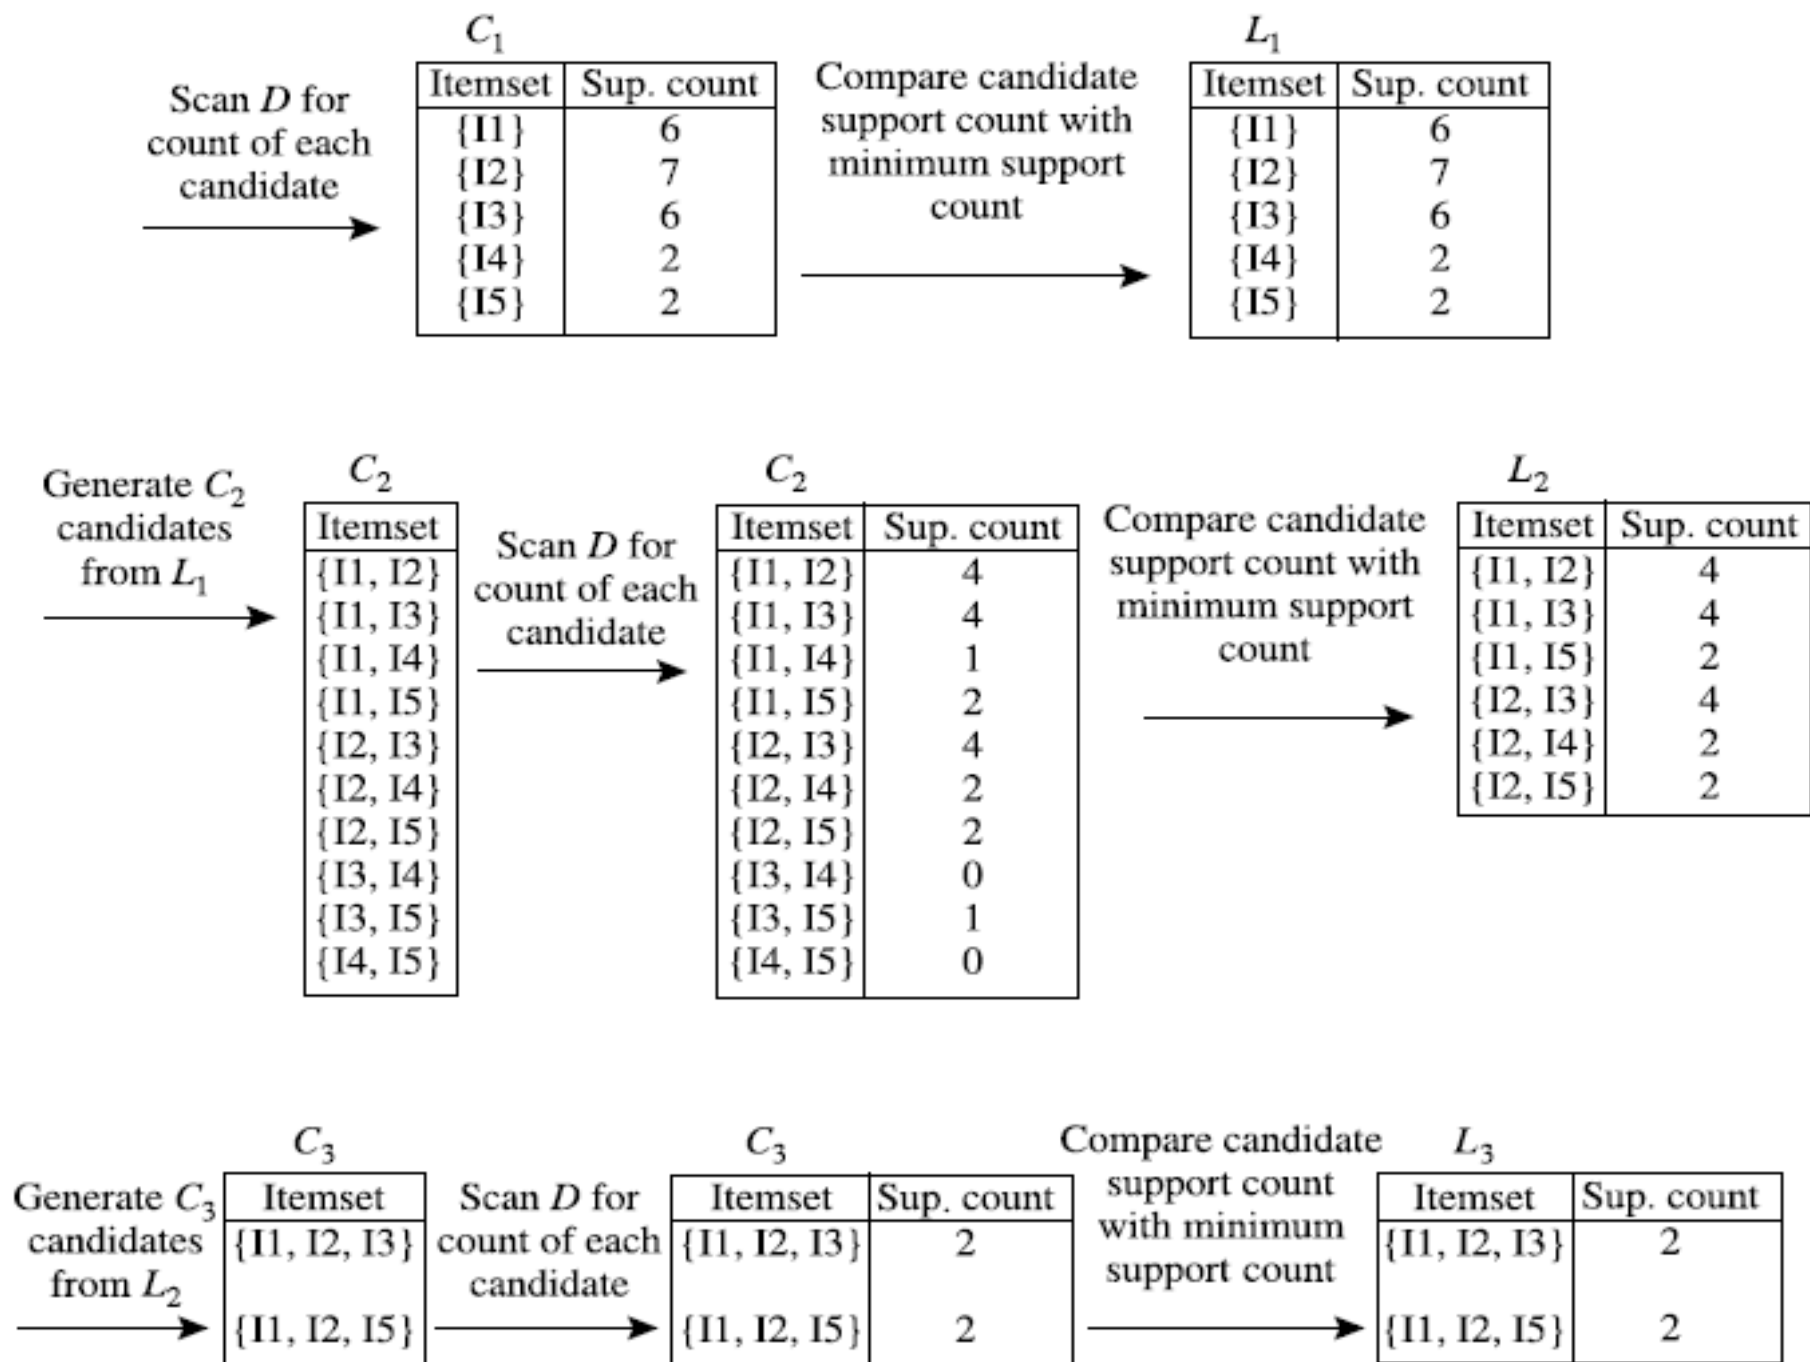 C1
Scan D for
count of each
candidate
Itemset Sup. count
{I1} 6
{I2} 7
{I3} 6
{I4} 2
{I5} 2
Compare candidate
support count with
minimum support
count
L1
Itemset Sup. count
{I1} 6
{I2} 7
{I3} 6
{I4} 2
{I5} 2
Generate C2
candidates
from L1
C2
Itemset
{I1, I2}
{I1, I3}
{I1, I4}
{I1, I5}
{I2, I3}
{I2, I4}
{I2, I5}
{I3, I4}
{I3, I5}
{I4, I5}
Scan D for
count of each
candidate
C2
Itemset Sup. count
{I1, I2} 4
{I1, I3} 4
{I1, I4} 1
{I1, I5} 2
{I2, I3} 4
{I2, I4} 2
{I2, I5} 2
{I3, I4} 0
{I3, I5} 1
{I4, I5} 0
Compare candidate
support count with
minimum support
count
L2
Itemset Sup. count
{I1, I2} 4
{I1, I3} 4
{I1, I5} 2
{I2, I3} 4
{I2, I4} 2
{I2, I5} 2
Generate C3
candidates
from L2
C3
Itemset
{I1, I2, I3}
{I1, I2, I5}
Scan D for
count of each
candidate
C3
Itemset Sup. count
{I1, I2, I3} 2
{I1, I2, I5} 2
Compare candidate
support count
with minimum
support count
L3
Itemset Sup. count
{I1, I2, I3} 2
{I1, I2, I5} 2